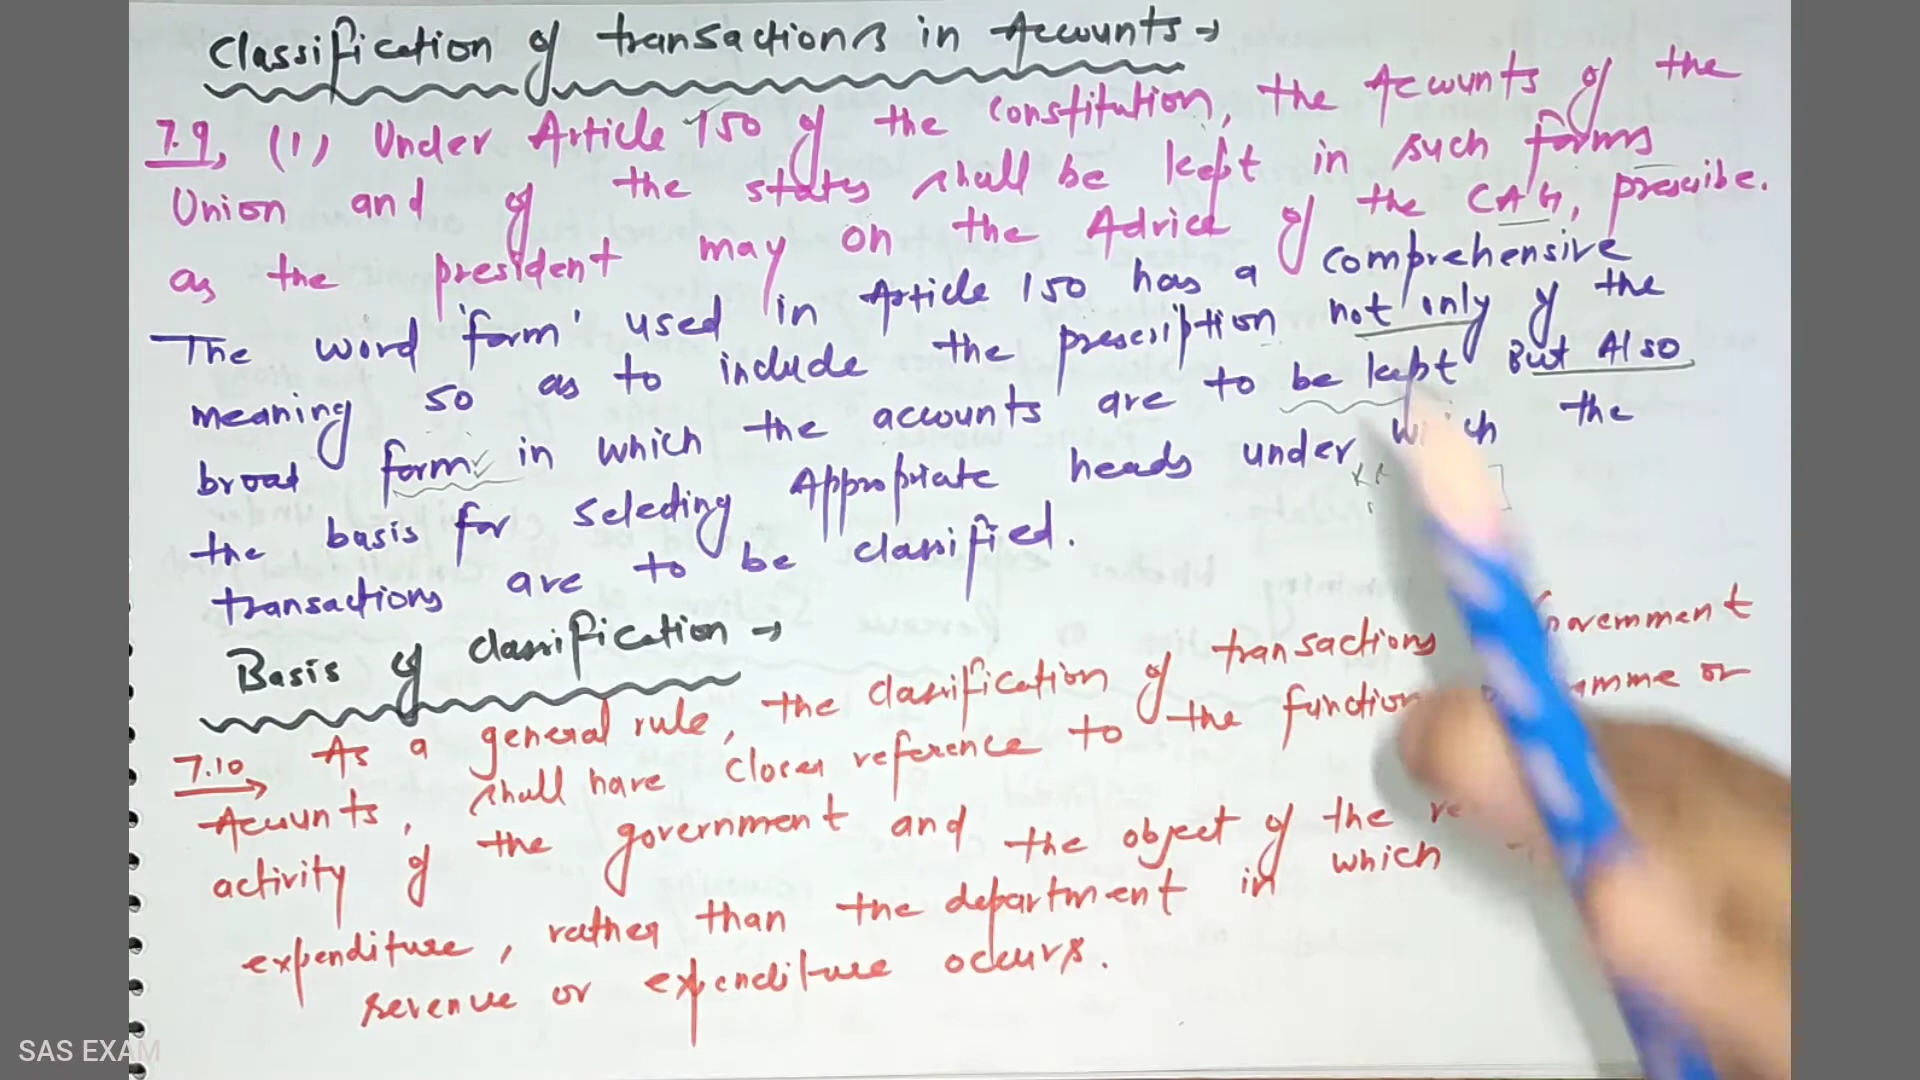 Classification of transactions in Accounts →
7.9, (1) Under Article 150 of the constitution, the Accounts of the
Union and of the states shall be kept in such forms
as the president may on the Advice of the CAG, prescribe.
The word 'form' used in Article 150 has a comprehensive
meaning so as to include the prescription not only of the
broad form in which the accounts are to be kept But Also
the basis for selecting Appropriate heads under which the
transactions are to be classified.
Basis of classification →
7.10 As a general rule, the classification of transactions Government
Accounts, shall have closer reference to the function or
activity of the government and the object of the
expenditure, rather than the department in which
revenue or expenditure occurs.
SAS EXAM